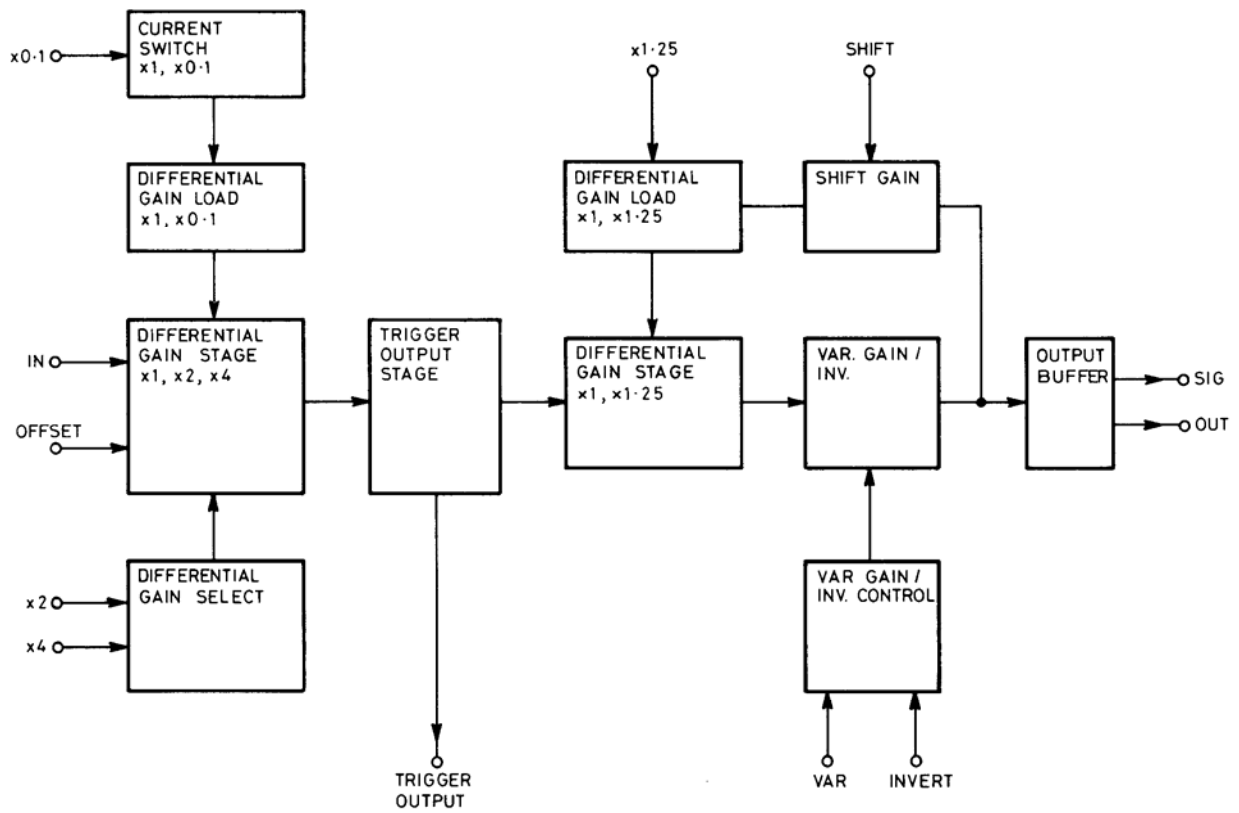 x0·1
CURRENT
SWITCH
x1, x0·1
x1·25
SHIFT
DIFFERENTIAL
GAIN LOAD
x1, x0·1
DIFFERENTIAL
GAIN LOAD
x1, x1·25
SHIFT GAIN
IN
OFFSET
DIFFERENTIAL
GAIN STAGE
x1, x2, x4
TRIGGER
OUTPUT
STAGE
DIFFERENTIAL
GAIN STAGE
x1, x1·25
VAR. GAIN /
INV.
OUTPUT
BUFFER
SIG
OUT
x2
x4
DIFFERENTIAL
GAIN SELECT
VAR GAIN /
INV. CONTROL
TRIGGER
OUTPUT
VAR
INVERT